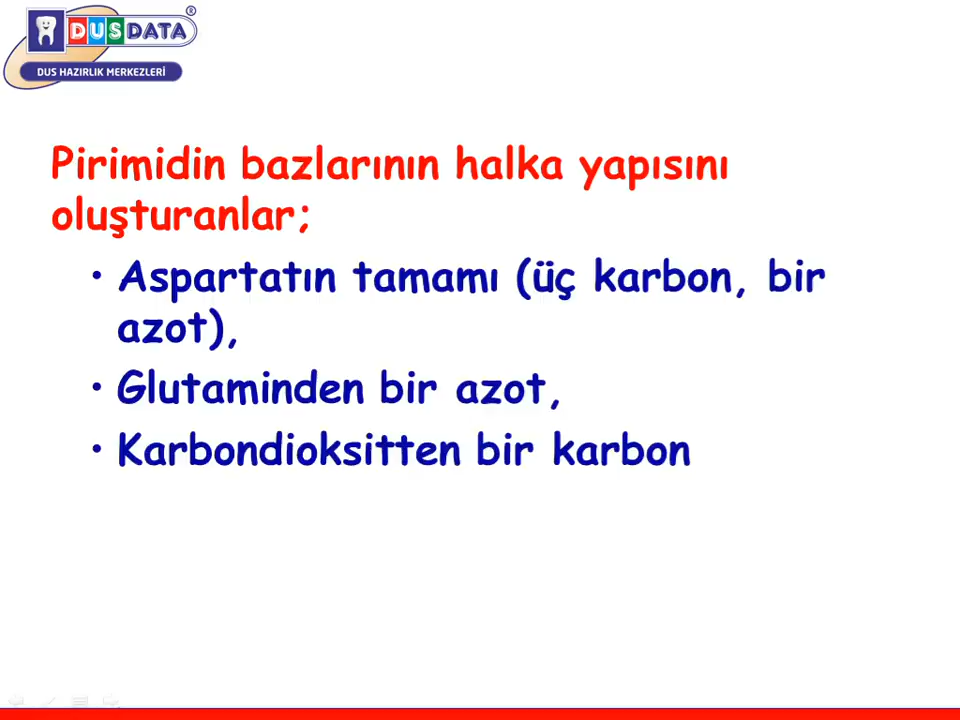 DUSDATA®
DUS HAZIRLIK MERKEZLERİ
Pirimidin bazlarının halka yapısını
oluşturanlar;
• Aspartatın tamamı (üç karbon, bir
azot),
• Glutaminden bir azot,
• Karbondioksitten bir karbon